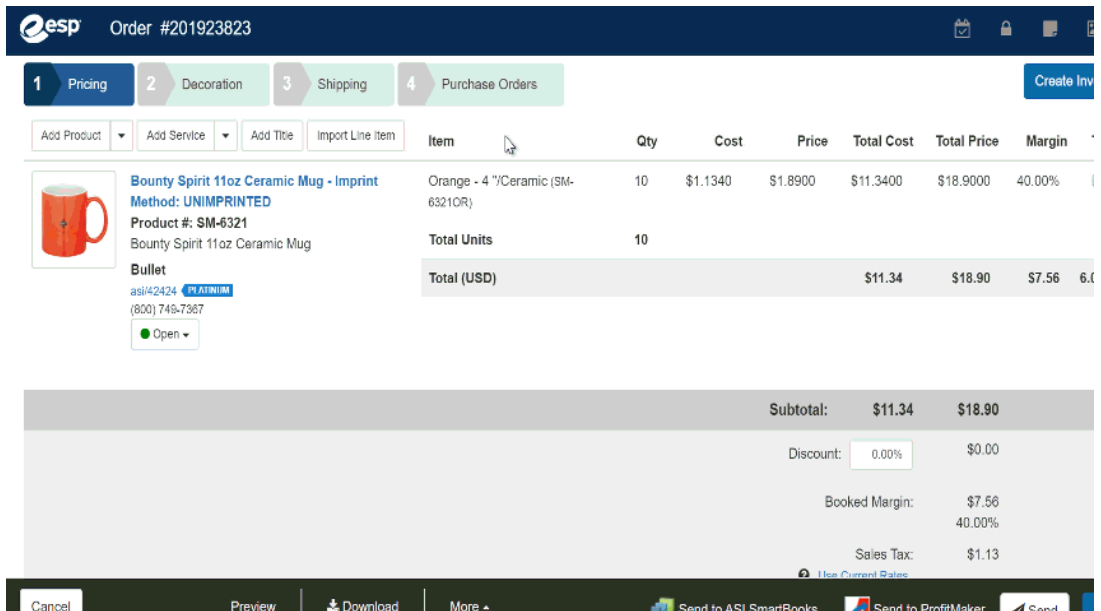 esp Order #201923823
1 Pricing 2 Decoration 3 Shipping 4 Purchase Orders
Create Inv
Add Product Add Service Add Title Import Line Item
Item Qty Cost Price Total Cost Total Price Margin
Bounty Spirit 11oz Ceramic Mug - Imprint
Method: UNIMPRINTED
Product #: SM-6321
Bounty Spirit 11oz Ceramic Mug
Bullet
asi/42424 PLATINUM
(800) 749-7367
Open
Orange - 4 "/Ceramic (SM-
6321OR)
10 $1.1340 $1.8900 $11.3400 $18.9000 40.00%
Total Units 10
Total (USD) $11.34 $18.90 $7.56 6.0
Subtotal: $11.34 $18.90
Discount: 0.00% $0.00
Booked Margin: $7.56
40.00%
Sales Tax: $1.13
Use Current Rates
Cancel Preview Download More Send to ASI SmartBooks Send to ProfitMaker Send